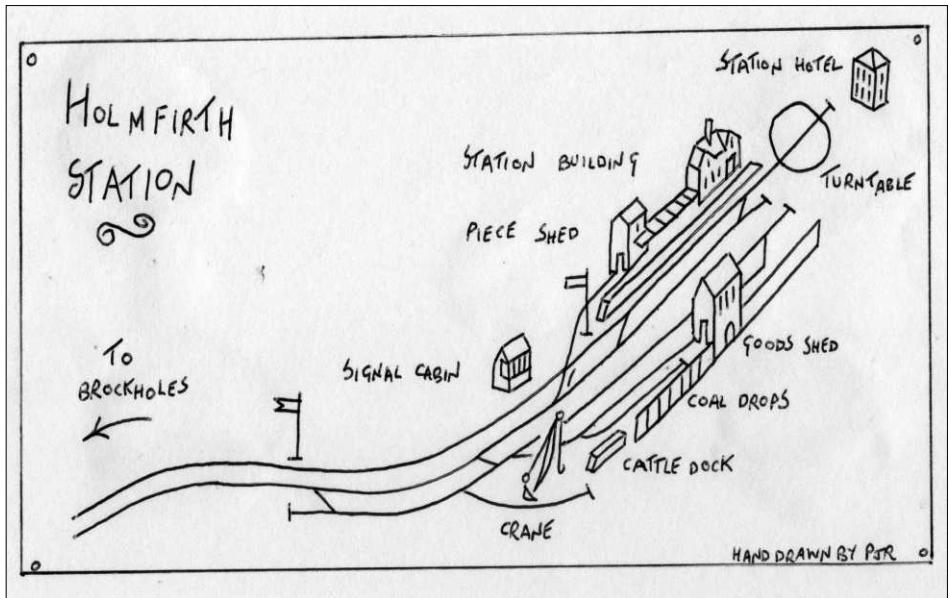 HOLMFIRTH
STATION
STATION HOTEL
STATION BUILDING
TURNTABLE
PIECE SHED
GOODS SHED
SIGNAL CABIN
COAL DROPS
TO
BROCKHOLES
CATTLE DOCK
CRANE
HAND DRAWN BY PJR